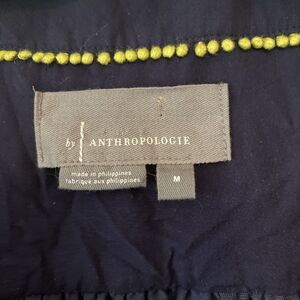 by ANTHROPOLOGIE
made in philippines
fabriqué aux philippines
M